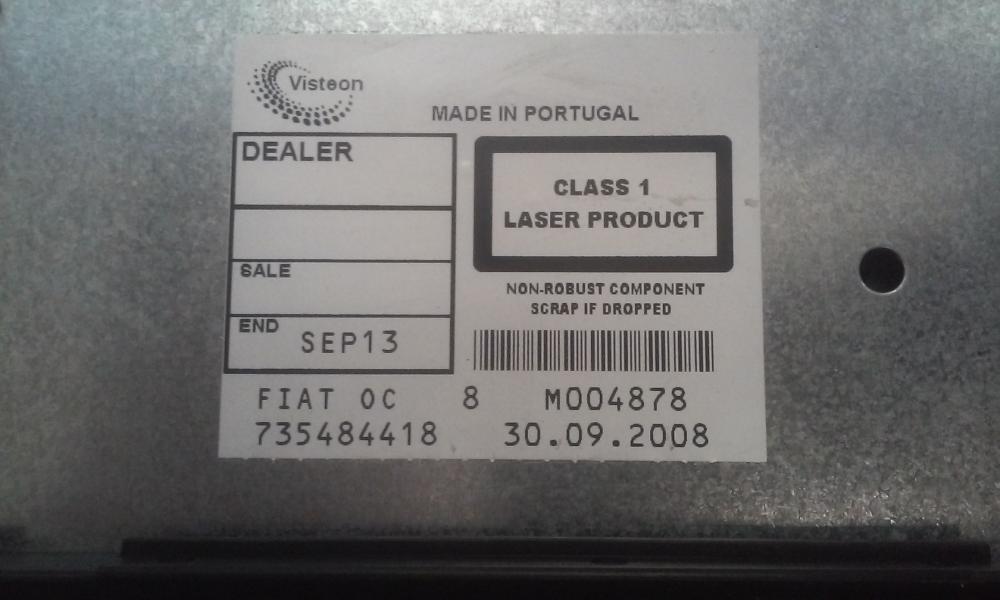 Visteon
MADE IN PORTUGAL
DEALER
CLASS 1
LASER PRODUCT
SALE
NON-ROBUST COMPONENT
SCRAP IF DROPPED
END SEP13
FIAT OC 8 M004878
735484418 30.09.2008